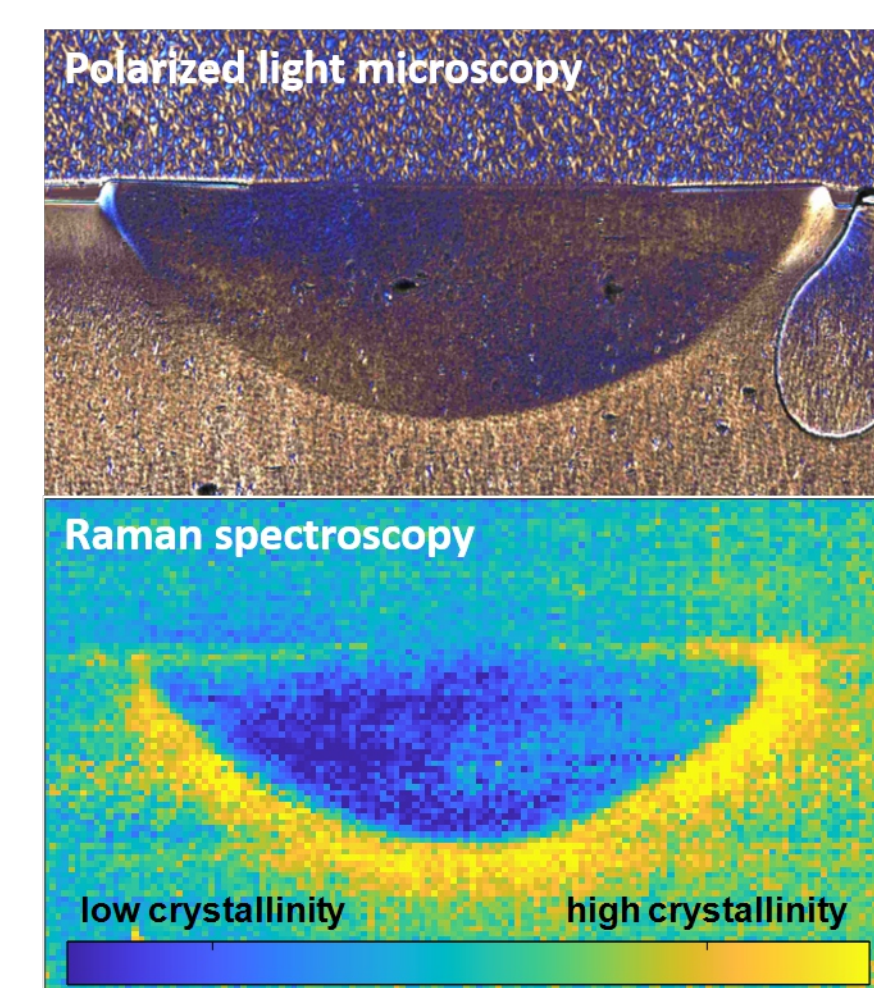 Polarized light microscopy
Raman spectroscopy
low crystallinity
high crystallinity